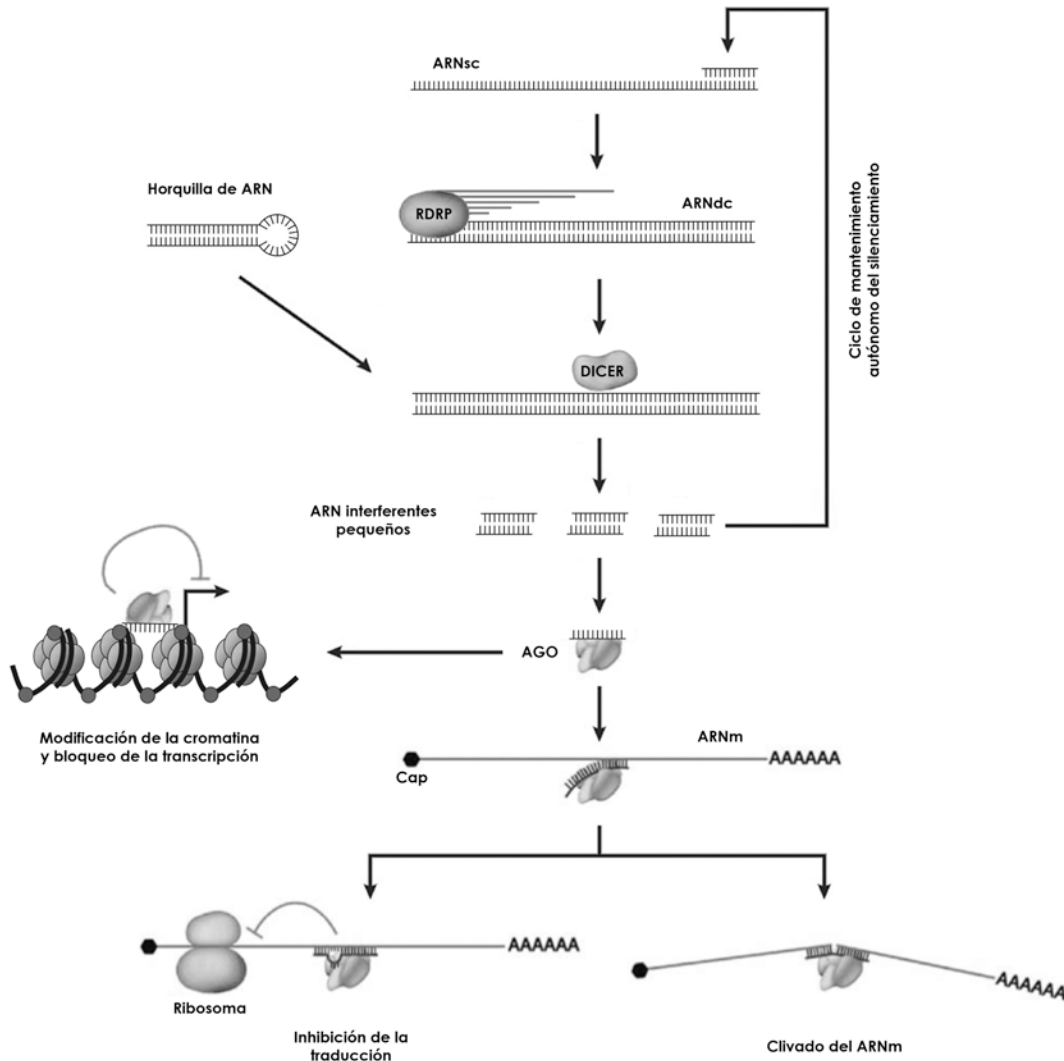 ARNsc
Horquilla de ARN
RDRP
ARNdc
Ciclo de mantenimiento
autónomo del silenciamiento
DICER
ARN interferentes
pequeños
AGO
Modificación de la cromatina
y bloqueo de la transcripción
ARNm
Cap
AAAAAA
AAAAAA
Ribosoma
Inhibición de la
traducción
AAAAAA
Clivado del ARNm